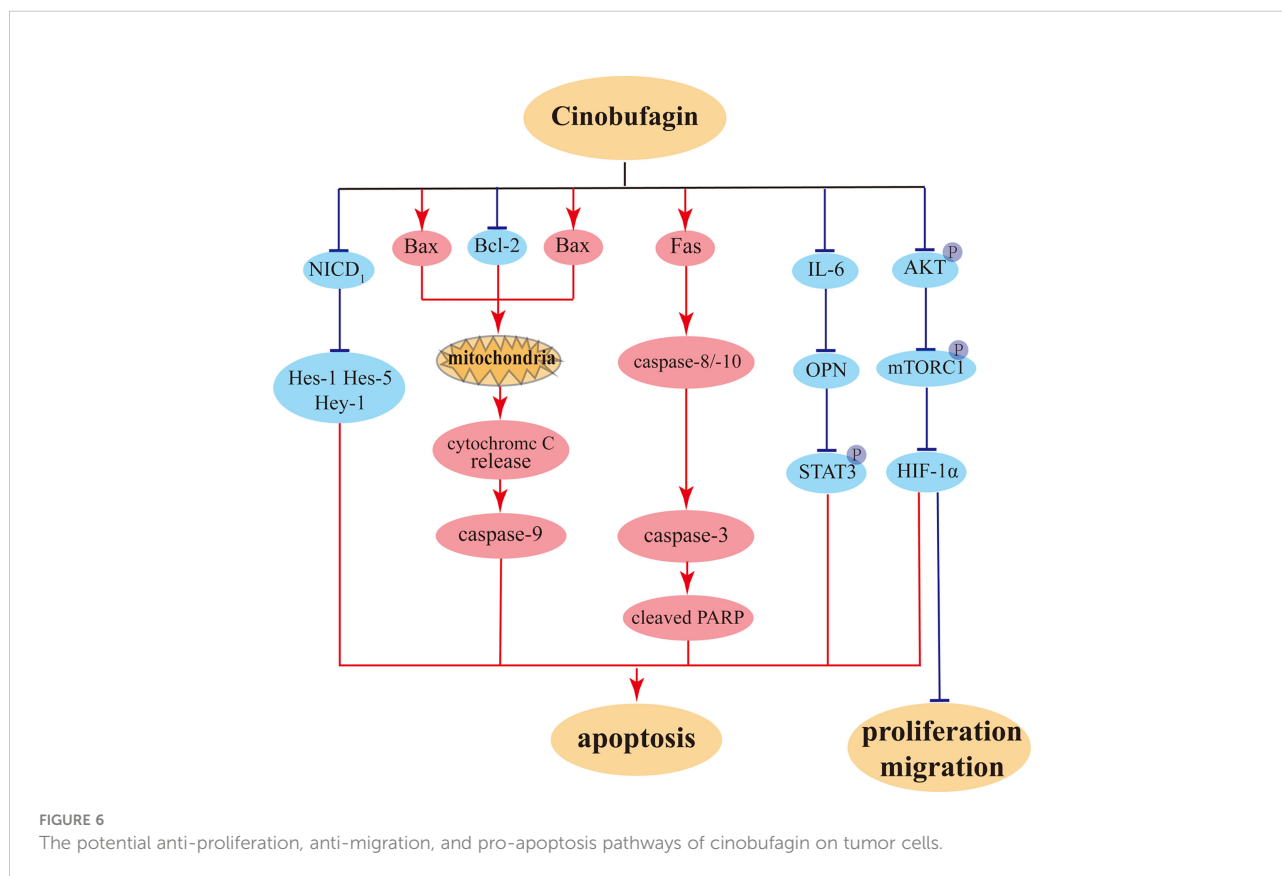 Cinobufagin
Bax
Bcl-2
Bax
Fas
NICD1
IL-6
AKT
P
mitochondria
caspase-8/-10
OPN
mTORC1
P
Hes-1 Hes-5
Hey-1
cytochromc C
release
STAT3
P
HIF-1α
caspase-9
caspase-3
cleaved PARP
apoptosis
proliferation
migration
FIGURE 6
The potential anti-proliferation, anti-migration, and pro-apoptosis pathways of cinobufagin on tumor cells.